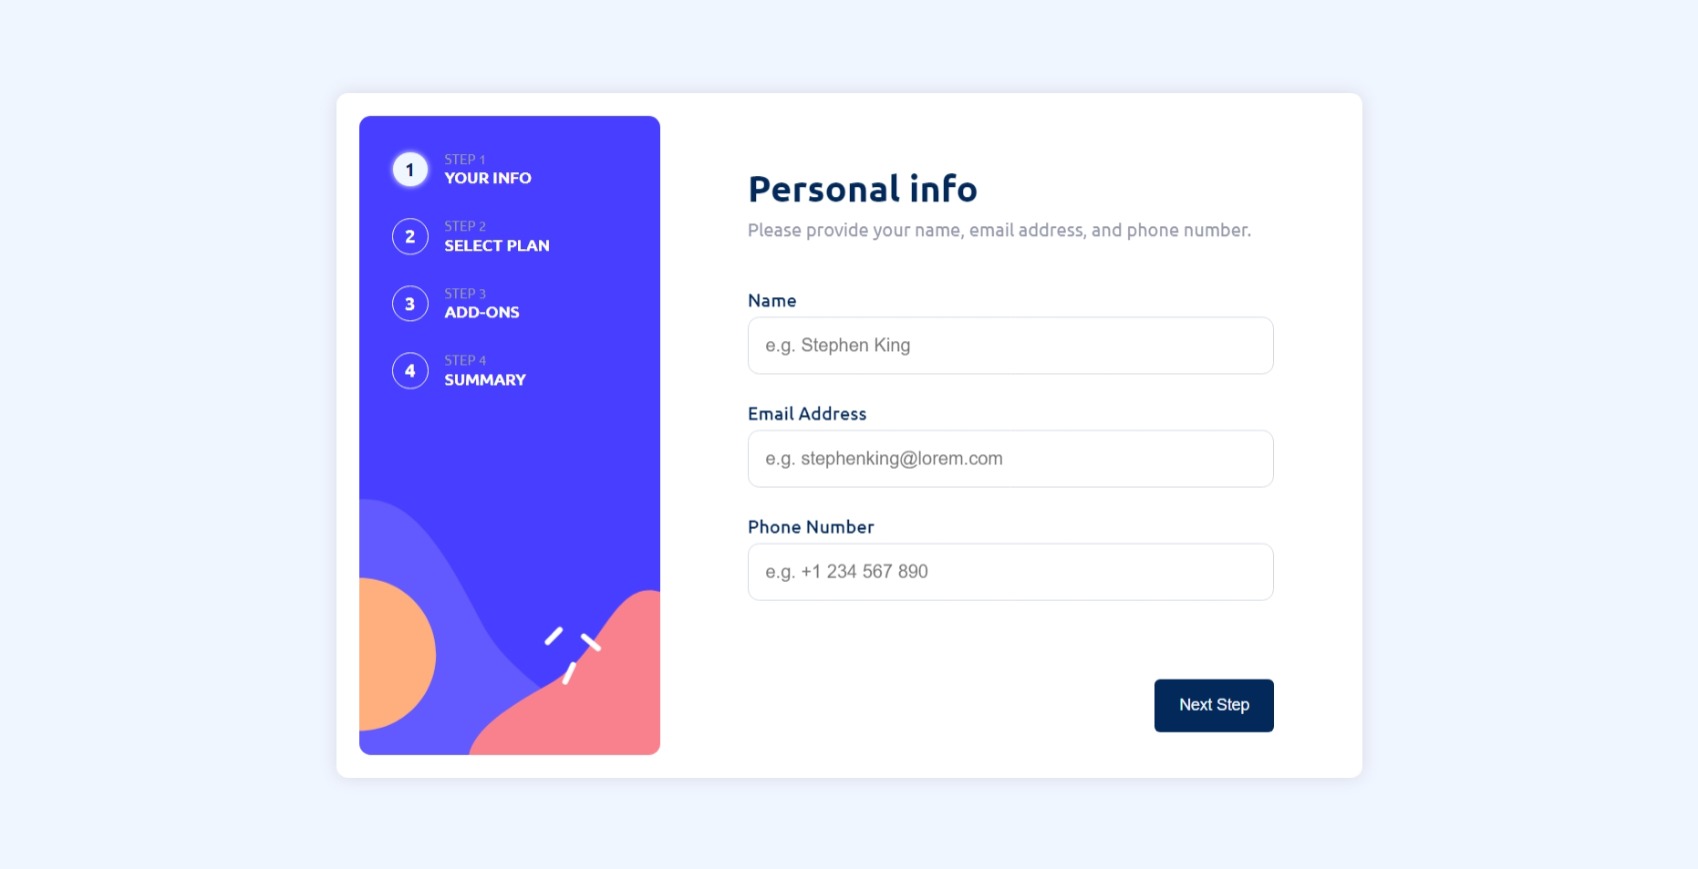 1
STEP 1
YOUR INFO
2
STEP 2
SELECT PLAN
3
STEP 3
ADD-ONS
4
STEP 4
SUMMARY
Personal info
Please provide your name, email address, and phone number.
Name
e.g. Stephen King
Email Address
e.g. stephenking@lorem.com
Phone Number
e.g. +1 234 567 890
Next Step